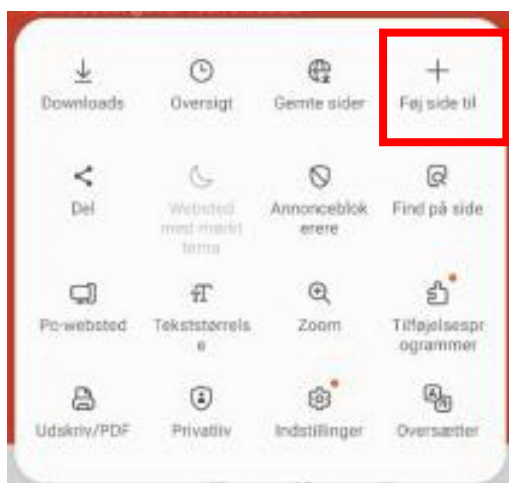 Downloads
Oversigt
Gemte sider
Føj side til
Del
Websted
med mørkt
tema
Annonceblok
erere
Find på side
Pc-websted
Tekststørrels
e
Zoom
Tilføjelsespr
ogrammer
Udskriv/PDF
Privatliv
Indstillinger
Oversætter